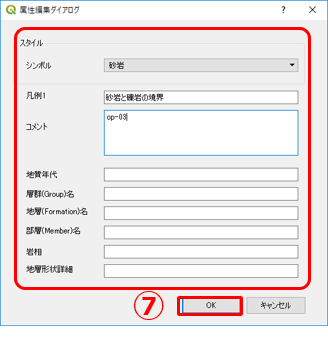 属性編集ダイアログ
スタイル
シンボル 砂岩
凡例1 砂岩と礫岩の境界
コメント op-03
地質年代
層群(Group)名
地層(Formation)名
部層(Member)名
岩相
地層形状詳細
⑦ OK キャンセル